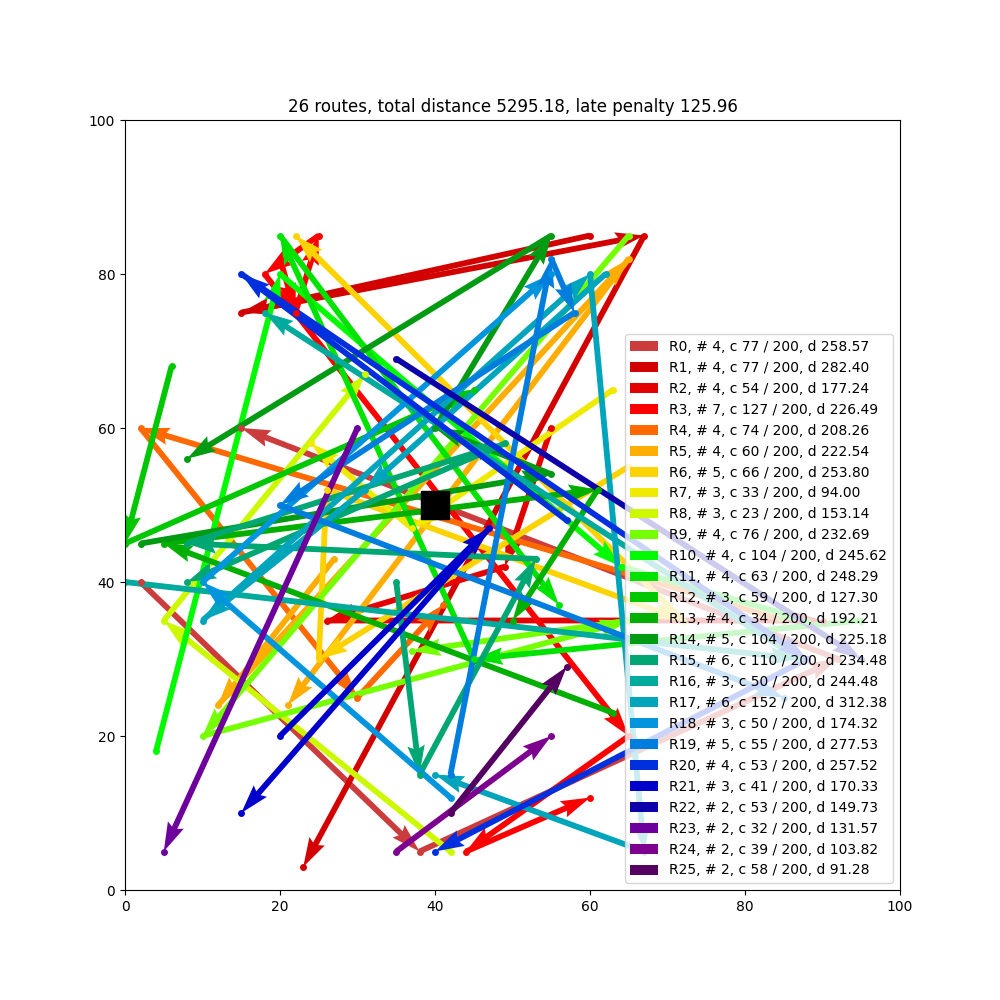 26 routes, total distance 5295.18, late penalty 125.96
100
80
60
40
20
0
0
20
40
60
80
100
R0, # 4, c 77 / 200, d 258.57
R1, # 4, c 77 / 200, d 282.40
R2, # 4, c 54 / 200, d 177.24
R3, # 7, c 127 / 200, d 226.49
R4, # 4, c 74 / 200, d 208.26
R5, # 4, c 60 / 200, d 222.54
R6, # 5, c 66 / 200, d 253.80
R7, # 3, c 33 / 200, d 94.00
R8, # 3, c 23 / 200, d 153.14
R9, # 4, c 76 / 200, d 232.69
R10, # 4, c 104 / 200, d 245.62
R11, # 4, c 63 / 200, d 248.29
R12, # 3, c 59 / 200, d 127.30
R13, # 4, c 34 / 200, d 192.21
R14, # 5, c 104 / 200, d 225.18
R15, # 6, c 110 / 200, d 234.48
R16, # 3, c 50 / 200, d 244.48
R17, # 6, c 152 / 200, d 312.38
R18, # 3, c 50 / 200, d 174.32
R19, # 5, c 55 / 200, d 277.53
R20, # 4, c 53 / 200, d 257.52
R21, # 3, c 41 / 200, d 170.33
R22, # 2, c 53 / 200, d 149.73
R23, # 2, c 32 / 200, d 131.57
R24, # 2, c 39 / 200, d 103.82
R25, # 2, c 58 / 200, d 91.28